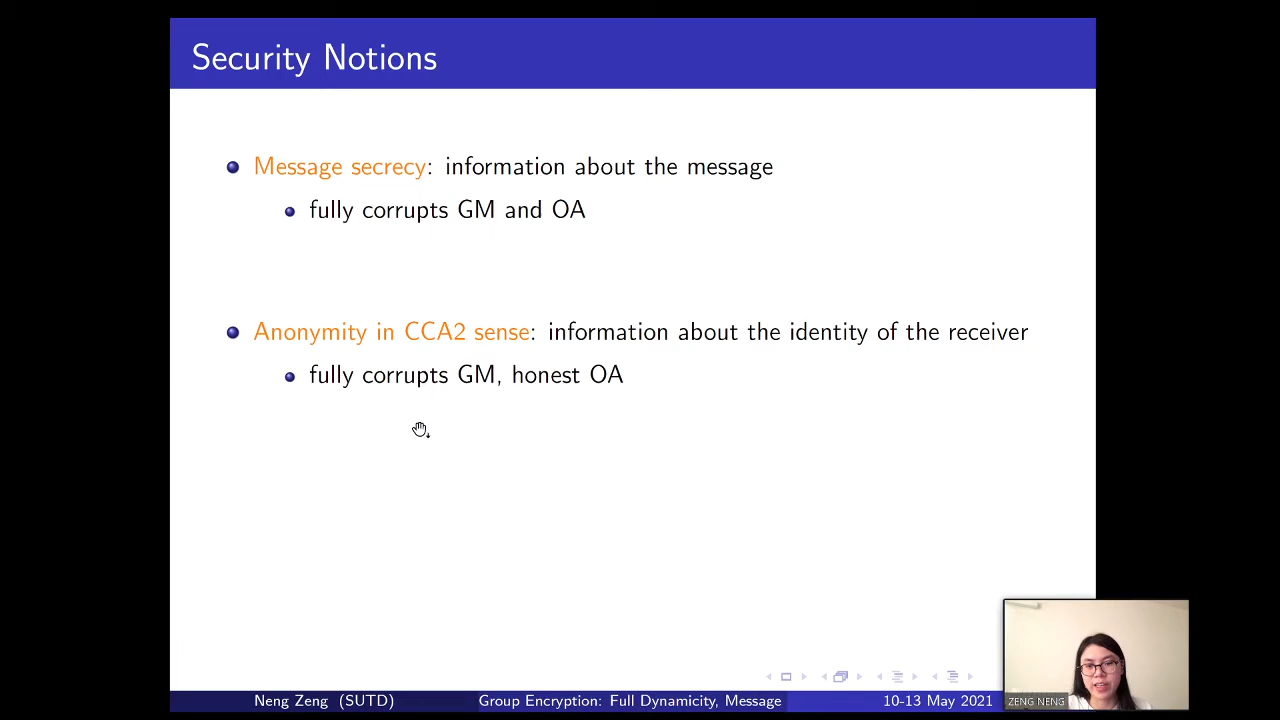 Security Notions
Message secrecy: information about the message
fully corrupts GM and OA
Anonymity in CCA2 sense: information about the identity of the receiver
fully corrupts GM, honest OA
Neng Zeng (SUTD)
Group Encryption: Full Dynamicity, Message
10-13 May 2021
ZENG NENG